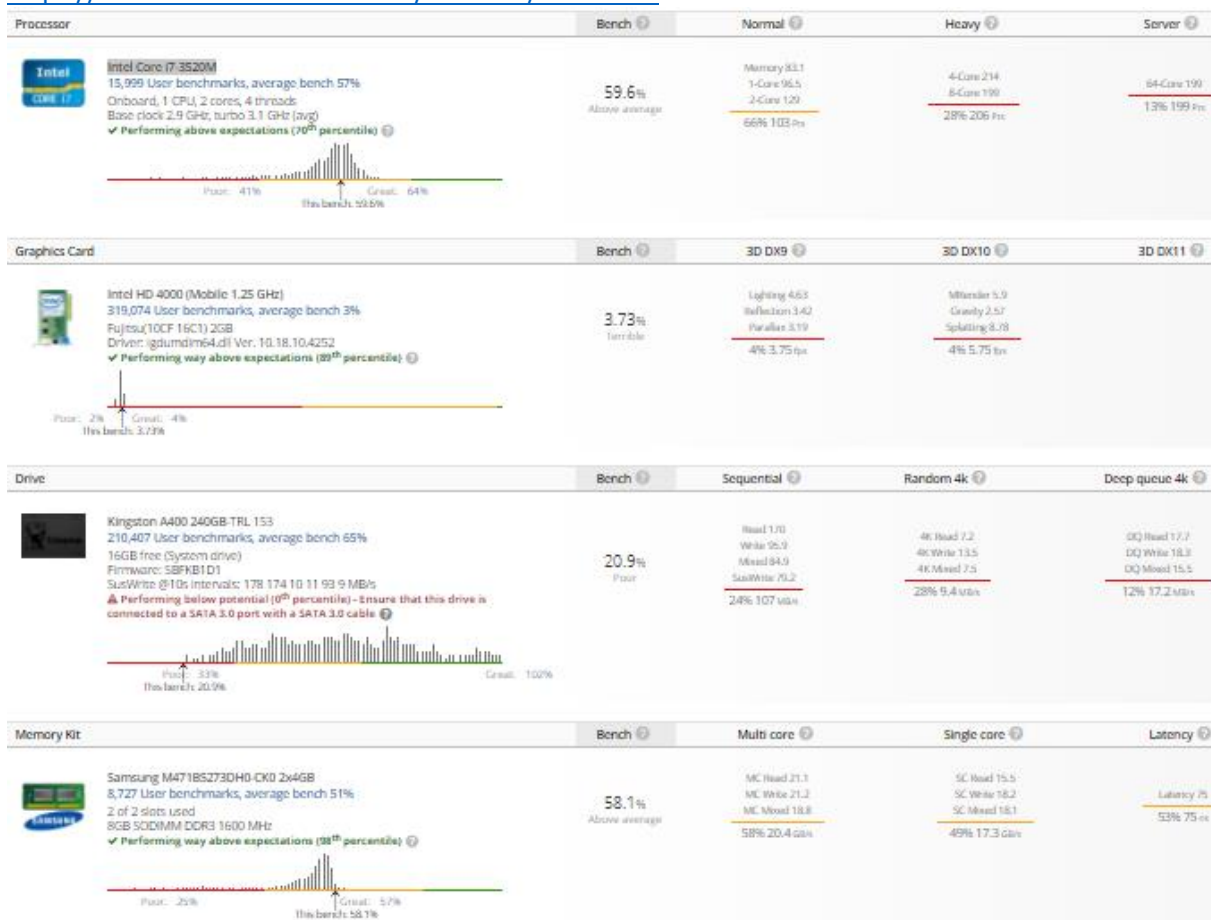 Processor Bench Normal Heavy Server
Intel Core i7-3520M
15,999 User benchmarks, average bench 57%
Onboard, 1 CPU, 2 cores, 4 threads
Base clock 2.9 GHz, turbo 3.1 GHz (avg)
✔ Performing above expectations (70th percentile)
59.6%
Above average
Memory 83.1
1-Core 96.5
2-Core 129
66% 103 Pts
4-Core 214
8-Core 199
28% 206 Pts
64-Core 199
13% 199 Pts
Poor: 41% Great: 64%
This bench: 59.6%
Graphics Card Bench 3D DX9 3D DX10 3D DX11
Intel HD 4000 (Mobile 1.25 GHz)
319,074 User benchmarks, average bench 3%
Fujitsu(10CF 16C1) 2GB
Driver: igdumdim64.dll Ver. 10.18.10.4252
✔ Performing way above expectations (89th percentile)
3.73%
Terrible
Lighting 4.63
Reflection 3.42
Parallax 3.19
4% 3.75 fps
MRender 5.9
Gravity 2.57
Splatting 8.78
4% 5.75 fps
Poor: 2% Great: 4%
This bench: 3.73%
Drive Bench Sequential Random 4k Deep queue 4k
Kingston A400 240GB-TRL 153
210,407 User benchmarks, average bench 65%
16GB free (System drive)
Firmware: SBFKB1D1
SusWrite @10s intervals: 178 174 10 11 93 9 MB/s
Performing below potential (0th percentile) - Ensure that this drive is
connected to a SATA 3.0 port with a SATA 3.0 cable
20.9%
Poor
Read 170
Write 95.9
Mixed 84.9
SusWrite 79.2
24% 107 MB/s
4K Read 7.2
4K Write 13.5
4K Mixed 7.5
28% 9.4 MB/s
DQ Read 17.7
DQ Write 18.3
DQ Mixed 15.5
12% 17.2 MB/s
Poor: 33% Great: 102%
This bench: 20.9%
Memory Kit Bench Multi core Single core Latency
Samsung M471B5273DH0-CK0 2x4GB
8,727 User benchmarks, average bench 51%
2 of 2 slots used
8GB SODIMM DDR3 1600 MHz
✔ Performing way above expectations (98th percentile)
58.1%
Above average
MC Read 21.1
MC Write 21.2
MC Mixed 18.8
58% 20.4 GB/s
SC Read 15.5
SC Write 18.2
SC Mixed 18.1
49% 17.3 GB/s
Latency 75
53% 75 ns
Poor: 25% Great: 57%
This bench: 58.1%